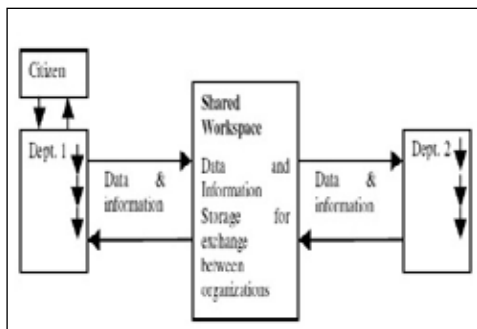 Citizen
Dept. 1
Data &
information
Shared
Workspace
Data and
Information
Storage for
exchange
between
organizations
Data &
information
Dept. 2